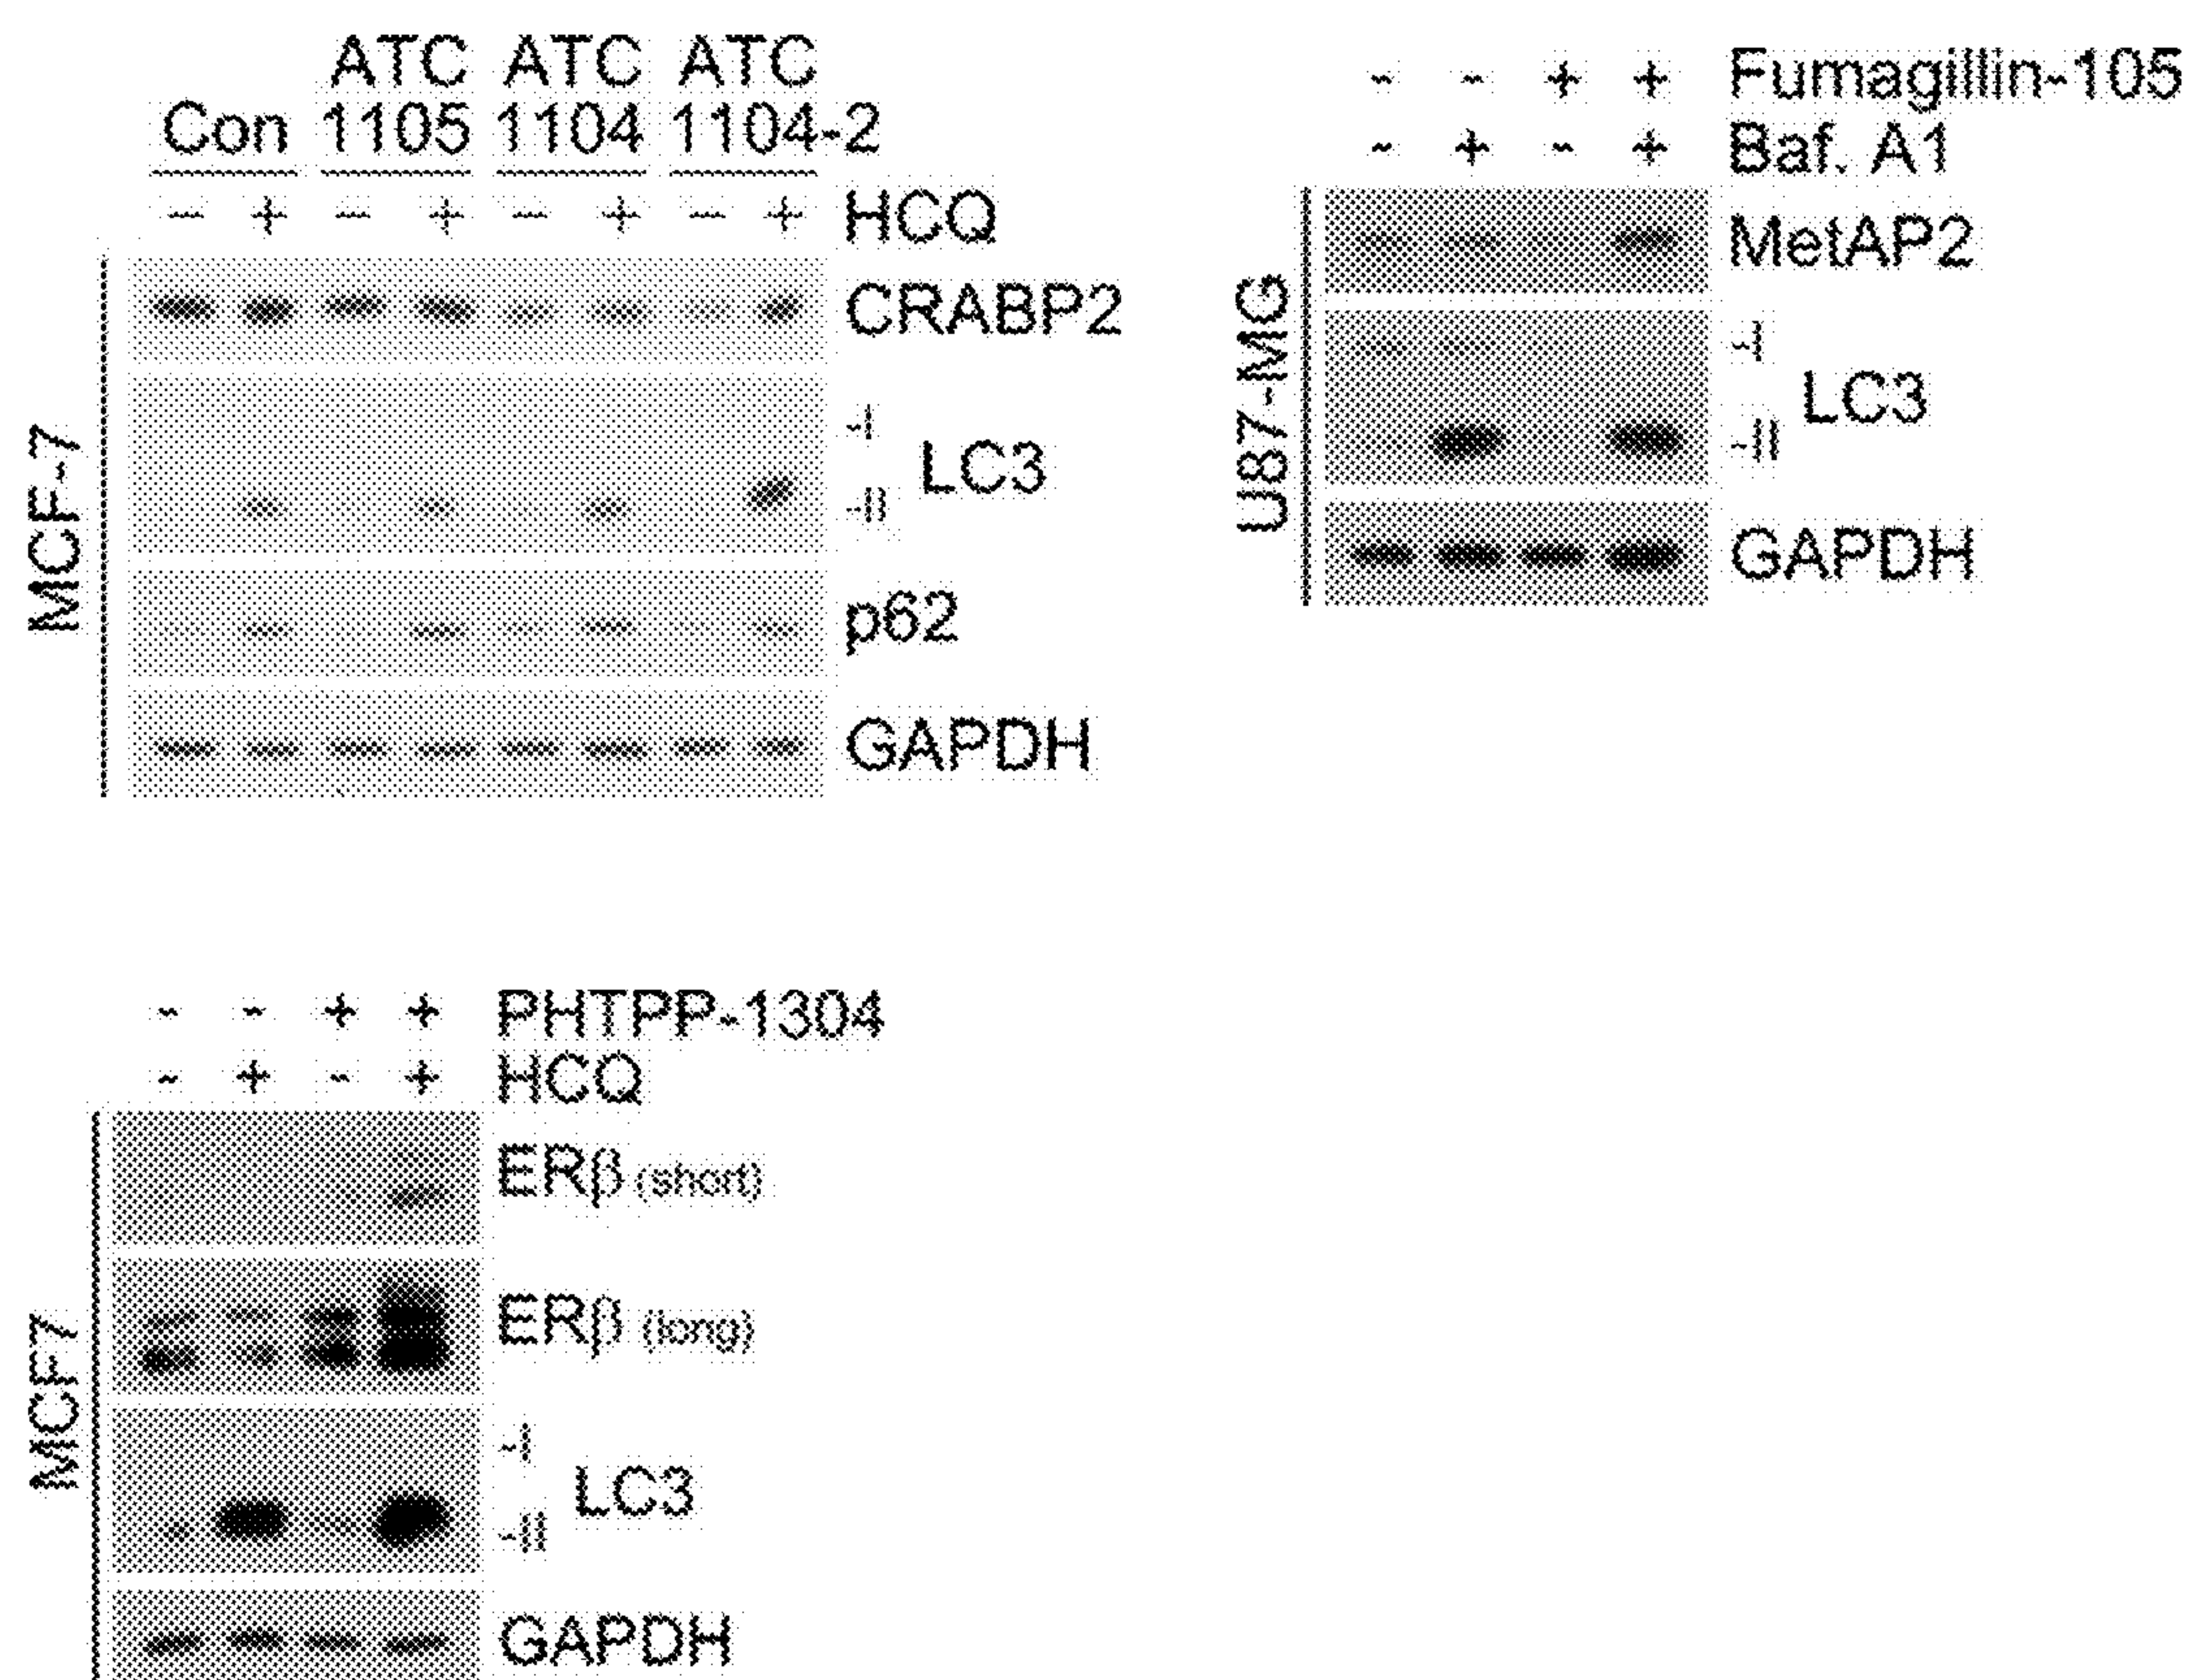 ATC ATC ATC
Con 1105 1104 1104-2
- + - + - + - + HCQ
CRABP2
-I
LC3
-II
p62
GAPDH
MCF-7
- - + + Fumagillin-105
- + - + Baf. A1
MetAP2
-I
LC3
-II
GAPDH
U87-MG
- - + + PHTPP-1304
- + - + HCQ
ERβ (short)
ERβ (long)
-I
LC3
-II
GAPDH
MCF7